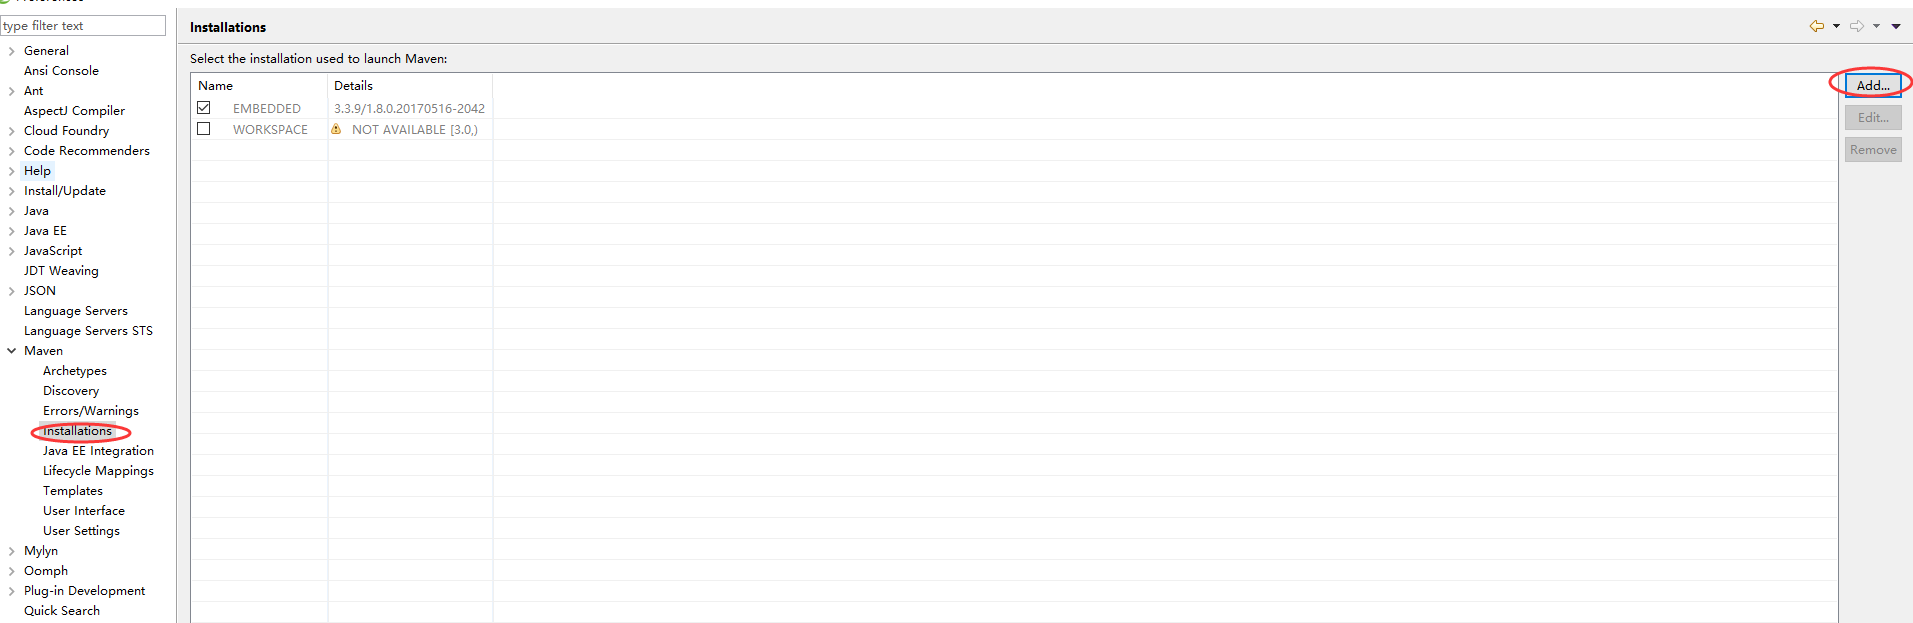 type filter text
General
Ansi Console
Ant
AspectJ Compiler
Cloud Foundry
Code Recommenders
Help
Install/Update
Java
Java EE
JavaScript
JDT Weaving
JSON
Language Servers
Language Servers STS
Maven
Archetypes
Discovery
Errors/Warnings
Installations
Java EE Integration
Lifecycle Mappings
Templates
User Interface
User Settings
Mylyn
Oomph
Plug-in Development
Quick Search
Installations
Select the installation used to launch Maven:
Name Details
EMBEDDED 3.3.9/1.8.0.20170516-2042
WORKSPACE NOT AVAILABLE [3.0,)
Add...
Edit...
Remove